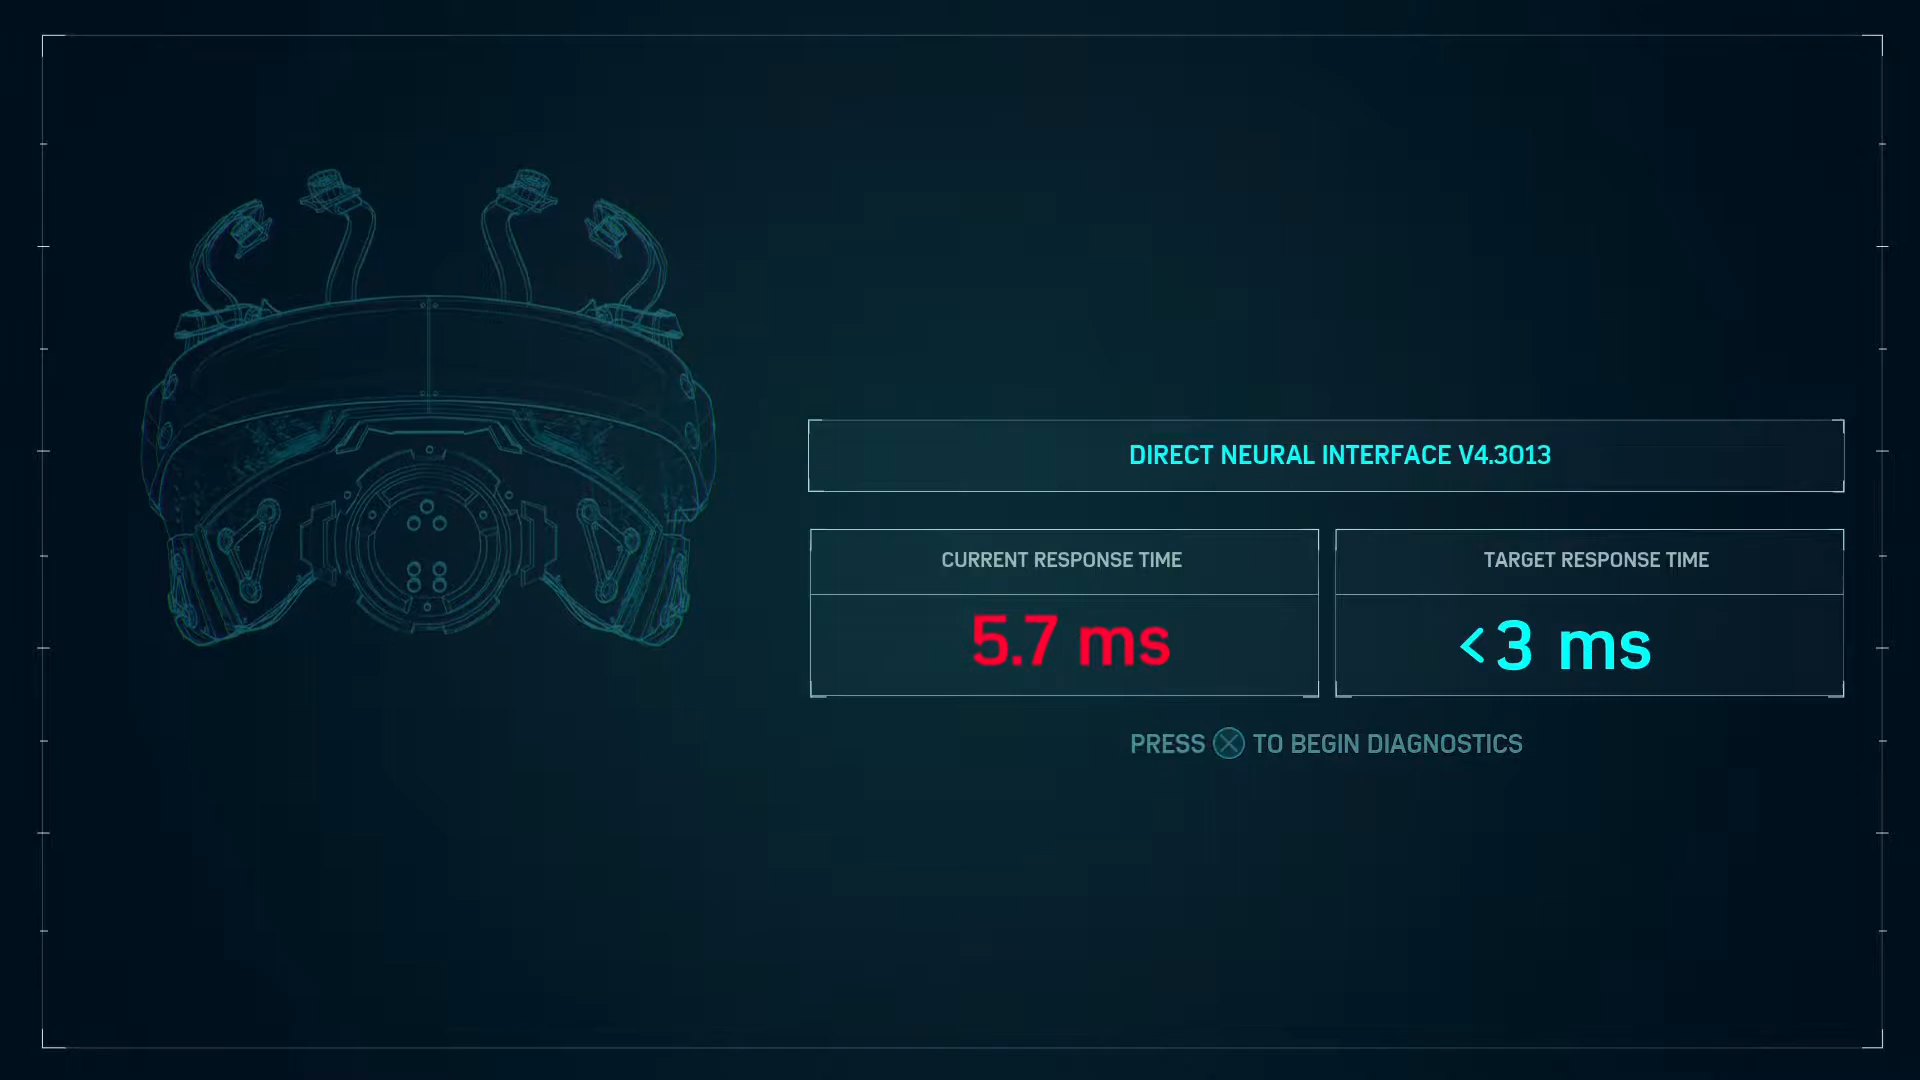 DIRECT NEURAL INTERFACE V4.3013
CURRENT RESPONSE TIME
5.7 ms
TARGET RESPONSE TIME
<3 ms
PRESS TO BEGIN DIAGNOSTICS